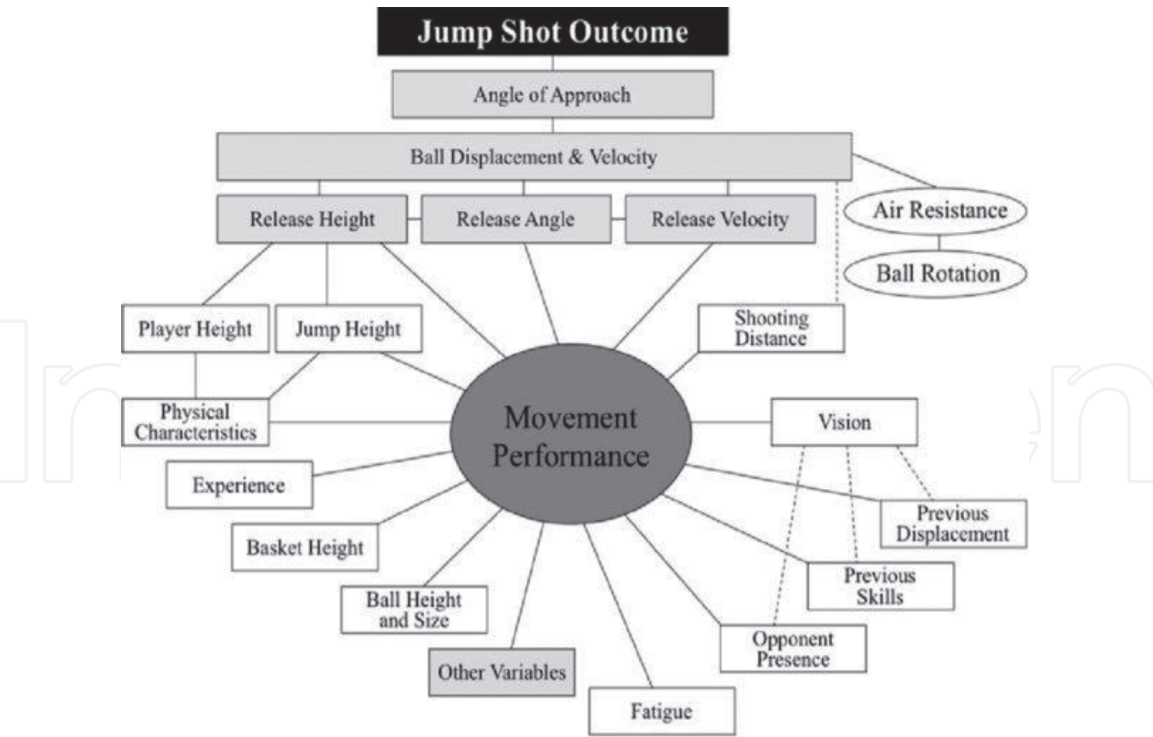 Jump Shot Outcome
Angle of Approach
Ball Displacement & Velocity
Release Height
Release Angle
Release Velocity
Air Resistance
Ball Rotation
Player Height
Jump Height
Shooting
Distance
Physical
Characteristics
Movement
Performance
Vision
Experience
Previous
Displacement
Basket Height
Previous
Skills
Ball Height
and Size
Opponent
Presence
Other Variables
Fatigue